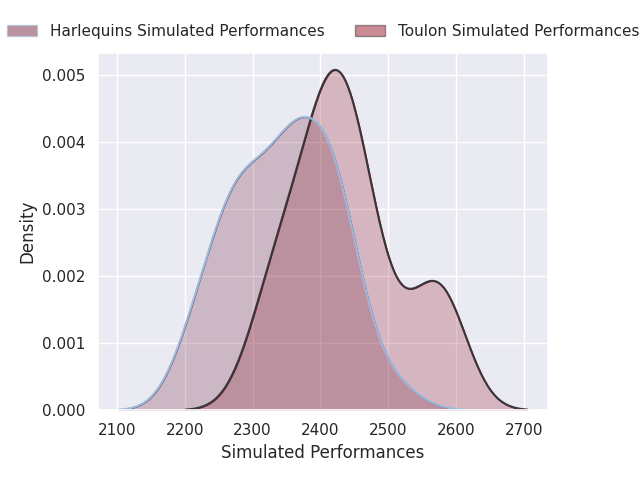 Harlequins Simulated Performances Toulon Simulated Performances
0.005
0.004
0.003
0.002
0.001
0.000
Density
2100 2200 2300 2400 2500 2600 2700
Simulated Performances